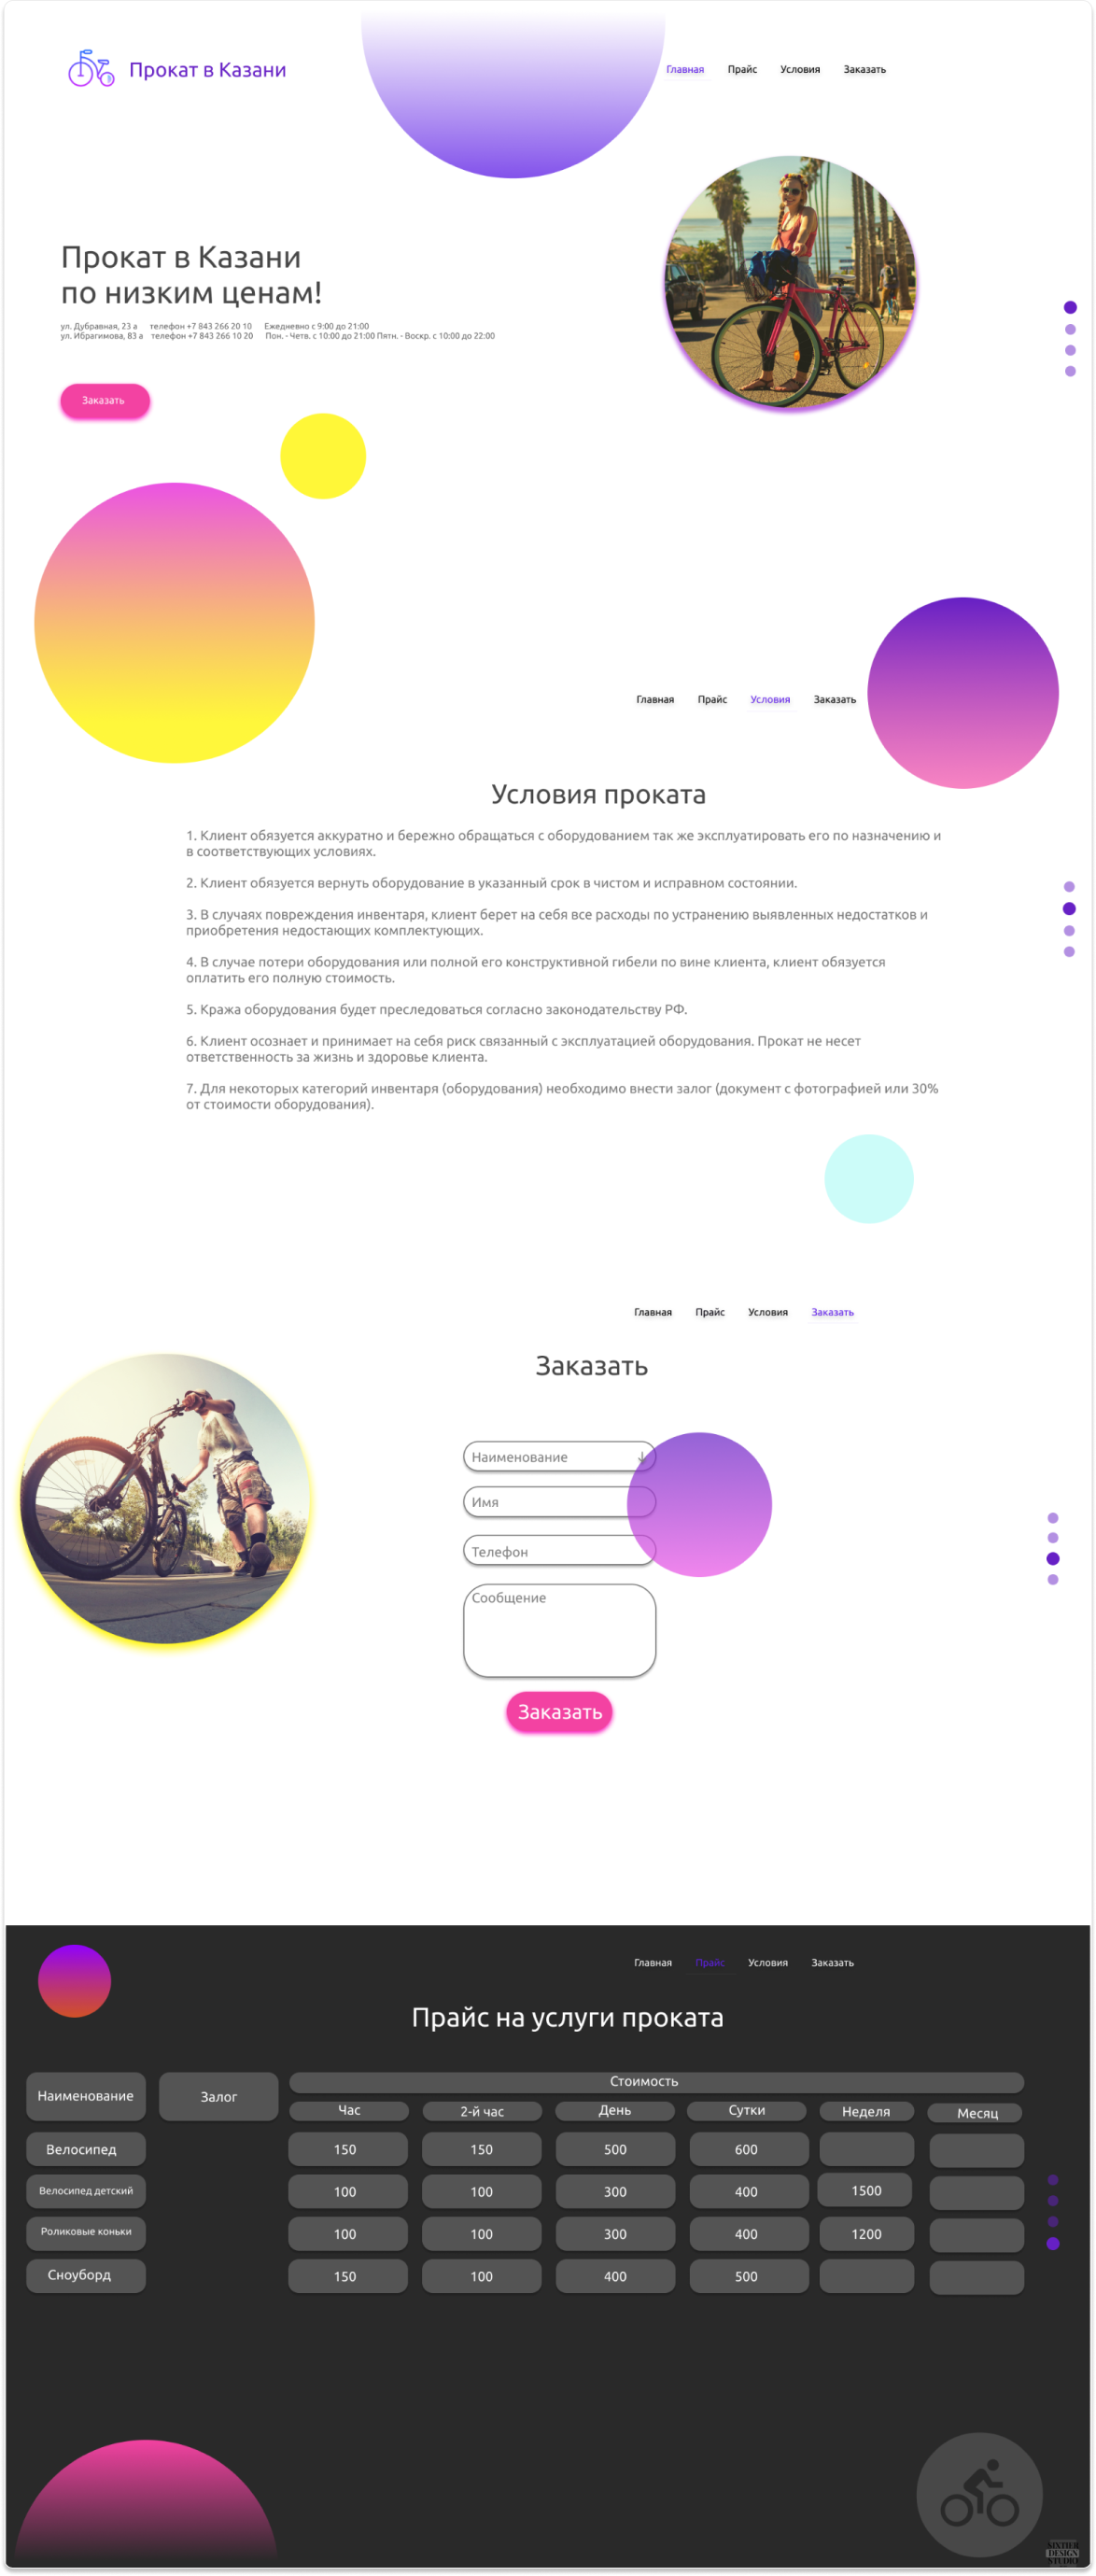 Прокат в Казани
Главная Прайс Условия Заказать
Прокат в Казани
по низким ценам!
ул. Дубравная, 23 а телефон +7 843 266 20 10 Ежедневно с 9:00 до 21:00
ул. Ибрагимова, 83 а телефон +7 843 266 10 20 Пон. - Четв. с 10:00 до 21:00 Пятн. - Воскр. с 10:00 до 22:00
Заказать
Главная Прайс Условия Заказать
Условия проката
1. Клиент обязуется аккуратно и бережно обращаться с оборудованием так же эксплуатировать его по назначению и
в соответствующих условиях.
2. Клиент обязуется вернуть оборудование в указанный срок в чистом и исправном состоянии.
3. В случаях повреждения инвентаря, клиент берет на себя все расходы по устранению выявленных недостатков и
приобретения недостающих комплектующих.
4. В случае потери оборудования или полной его конструктивной гибели по вине клиента, клиент обязуется
оплатить его полную стоимость.
5. Кража оборудования будет преследоваться согласно законодательству РФ.
6. Клиент осознает и принимает на себя риск связанный с эксплуатацией оборудования. Прокат не несет
ответственность за жизнь и здоровье клиента.
7. Для некоторых категорий инвентаря (оборудования) необходимо внести залог (документ с фотографией или 30%
от стоимости оборудования).
Главная Прайс Условия Заказать
Заказать
Наименование
Имя
Телефон
Сообщение
Заказать
Главная Прайс Условия Заказать
Прайс на услуги проката
Наименование Залог Стоимость
Час 2-й час День Сутки Неделя Месяц
Велосипед 150 150 500 600
Велосипед детский 100 100 300 400 1500
Роликовые коньки 100 100 300 400 1200
Сноуборд 150 100 400 500
SIXTIER
DESIGN
STUDIO